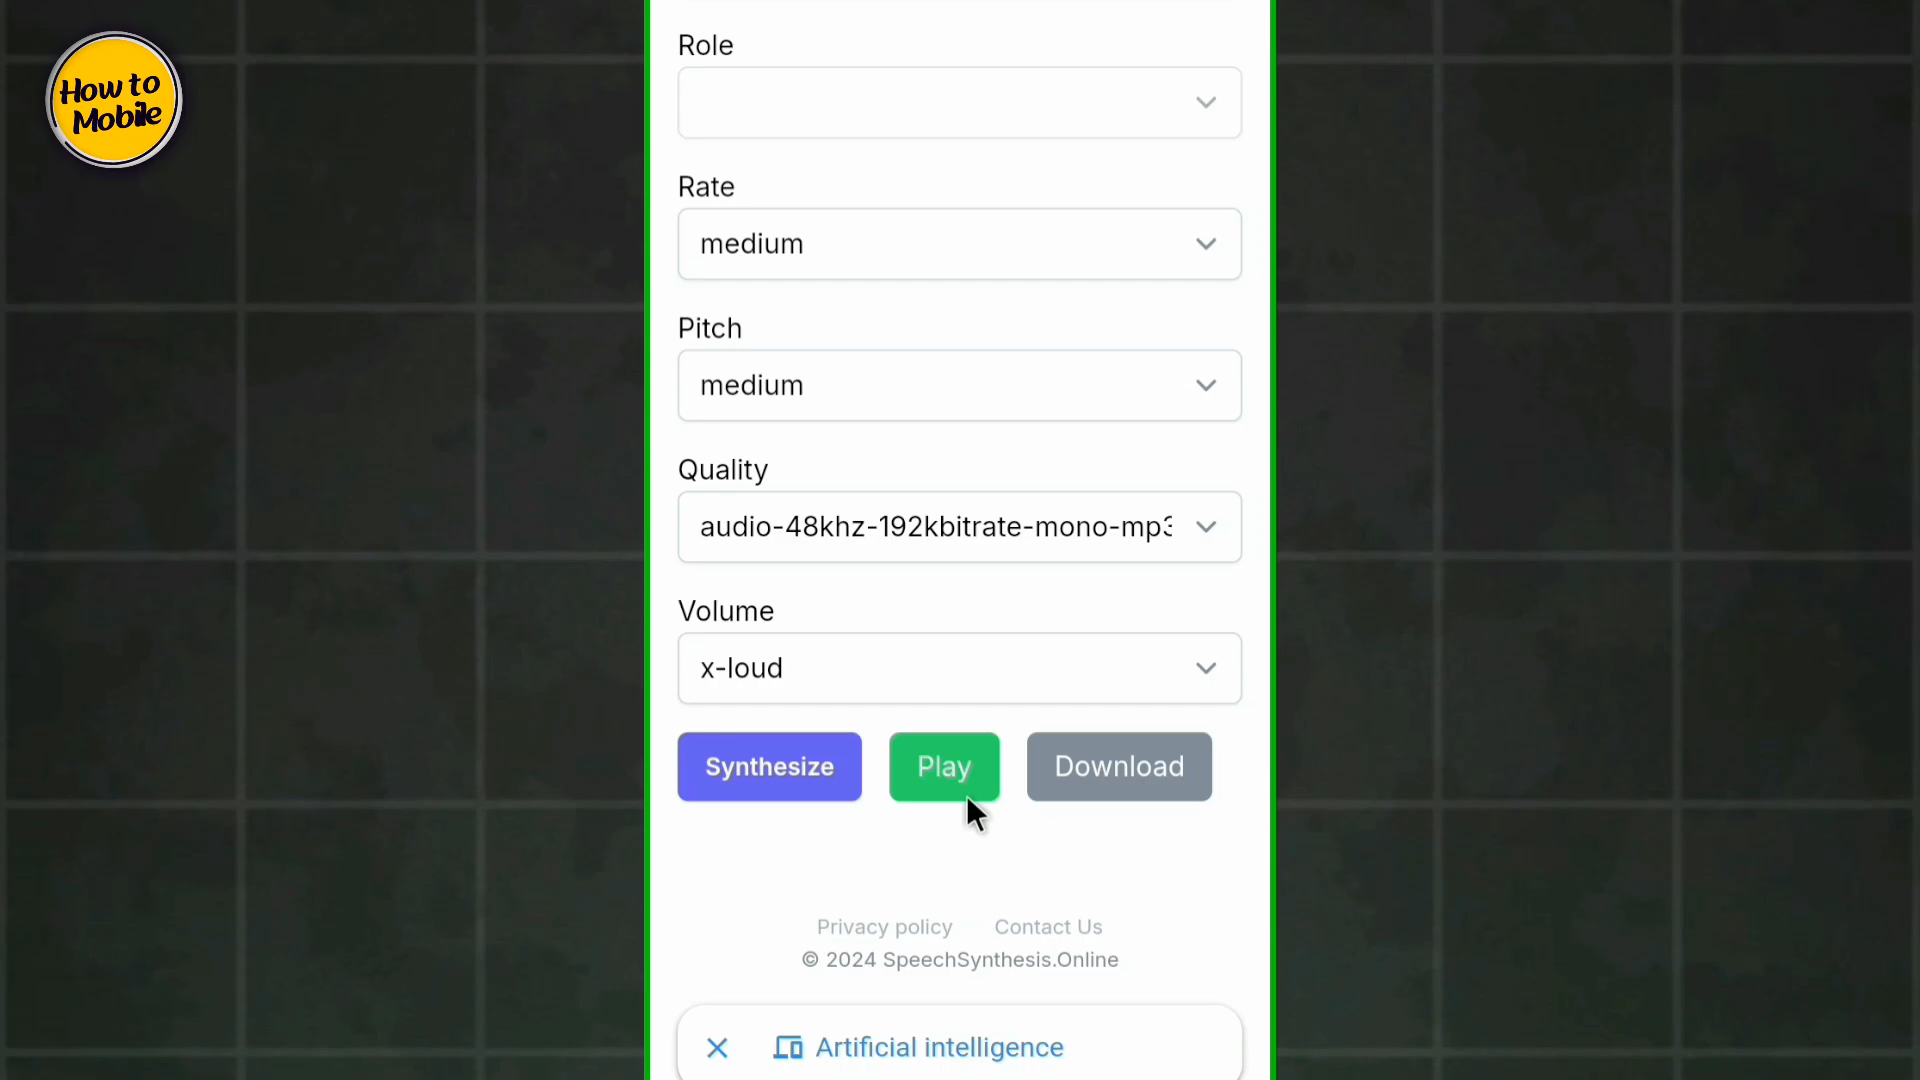 How to
Mobile
Role
Rate
medium
Pitch
medium
Quality
audio-48khz-192kbitrate-mono-mp3
Volume
x-loud
Synthesize Play Download
Privacy policy Contact Us
© 2024 SpeechSynthesis.Online
Artificial intelligence